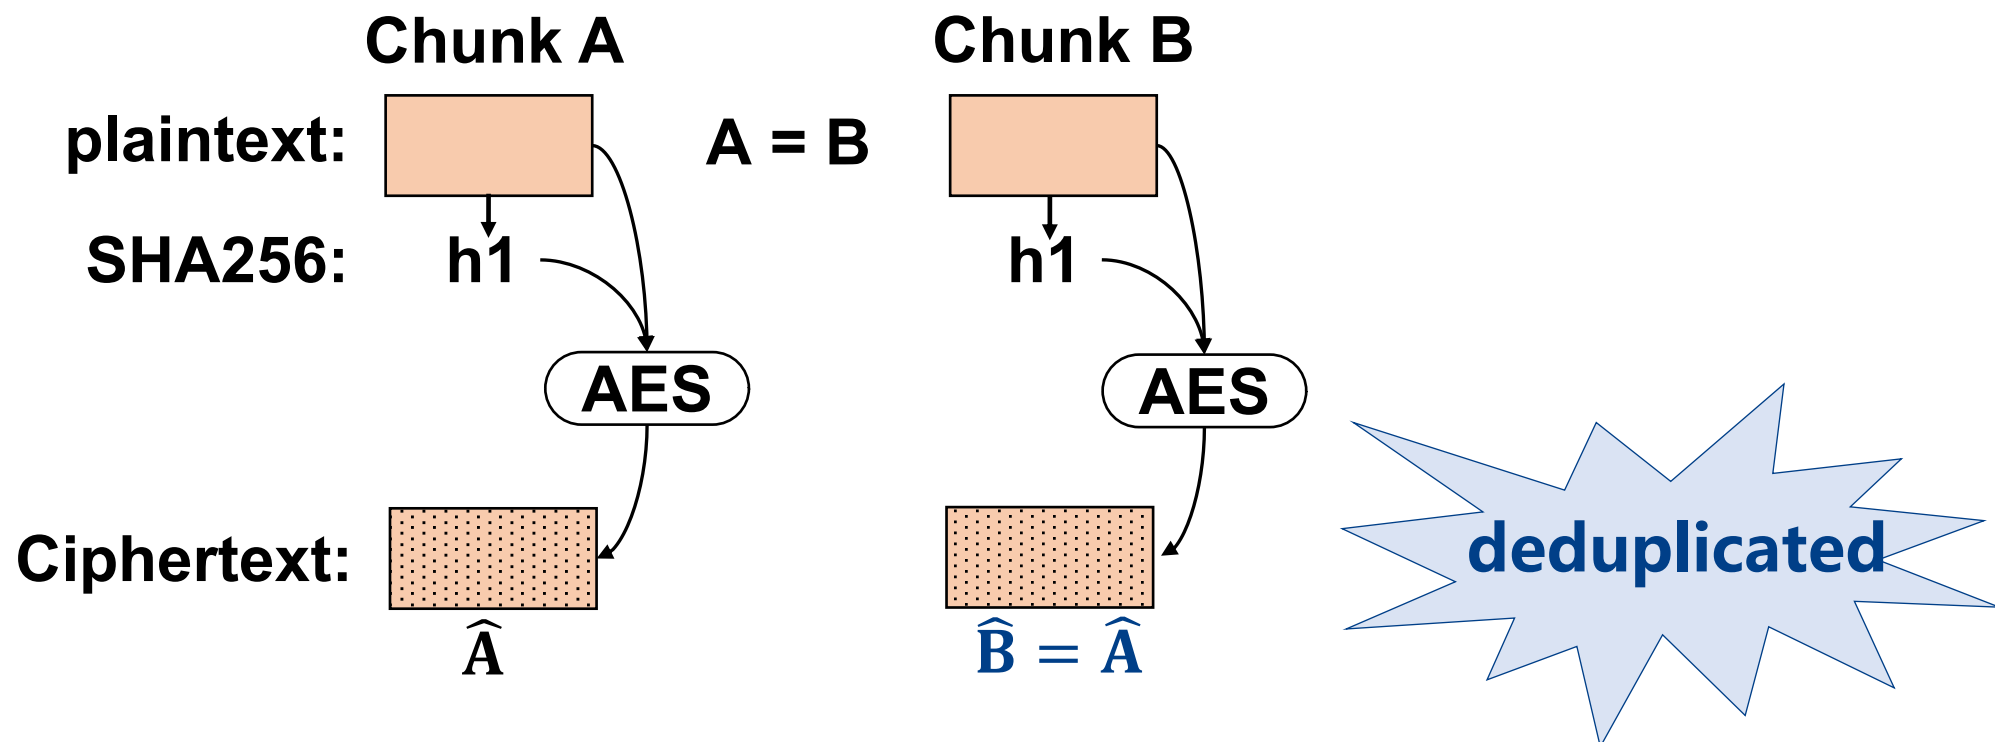 Chunk A Chunk B
plaintext: A = B
SHA256: h1 h1
AES AES
deduplicated
Ciphertext:
Â B̂ = Â